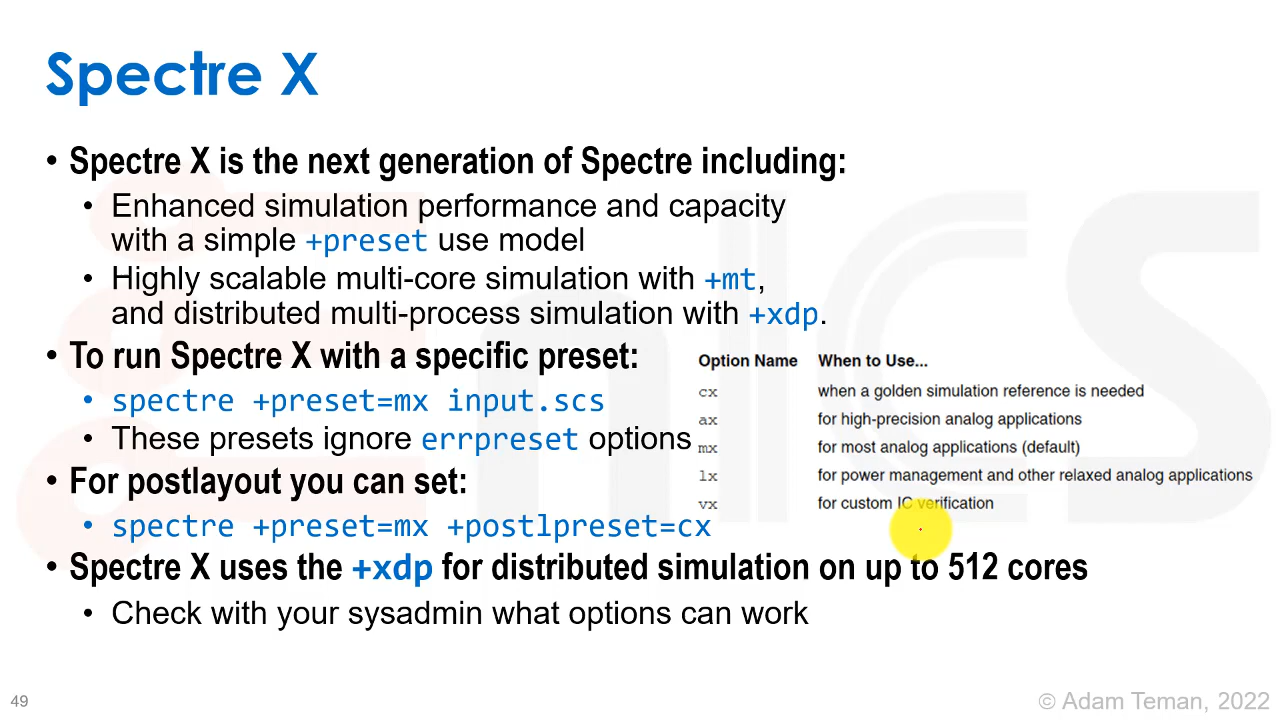 Spectre X
• Spectre X is the next generation of Spectre including:
• Enhanced simulation performance and capacity
with a simple +preset use model
• Highly scalable multi-core simulation with +mt,
and distributed multi-process simulation with +xdp.
• To run Spectre X with a specific preset:
• spectre +preset=mx input.scs
• These presets ignore errpreset options
Option Name When to Use...
cx when a golden simulation reference is needed
ax for high-precision analog applications
mx for most analog applications (default)
lx for power management and other relaxed analog applications
vx for custom IC verification
• For postlayout you can set:
• spectre +preset=mx +postlpreset=cx
• Spectre X uses the +xdp for distributed simulation on up to 512 cores
• Check with your sysadmin what options can work
49
© Adam Teman, 2022
nICS